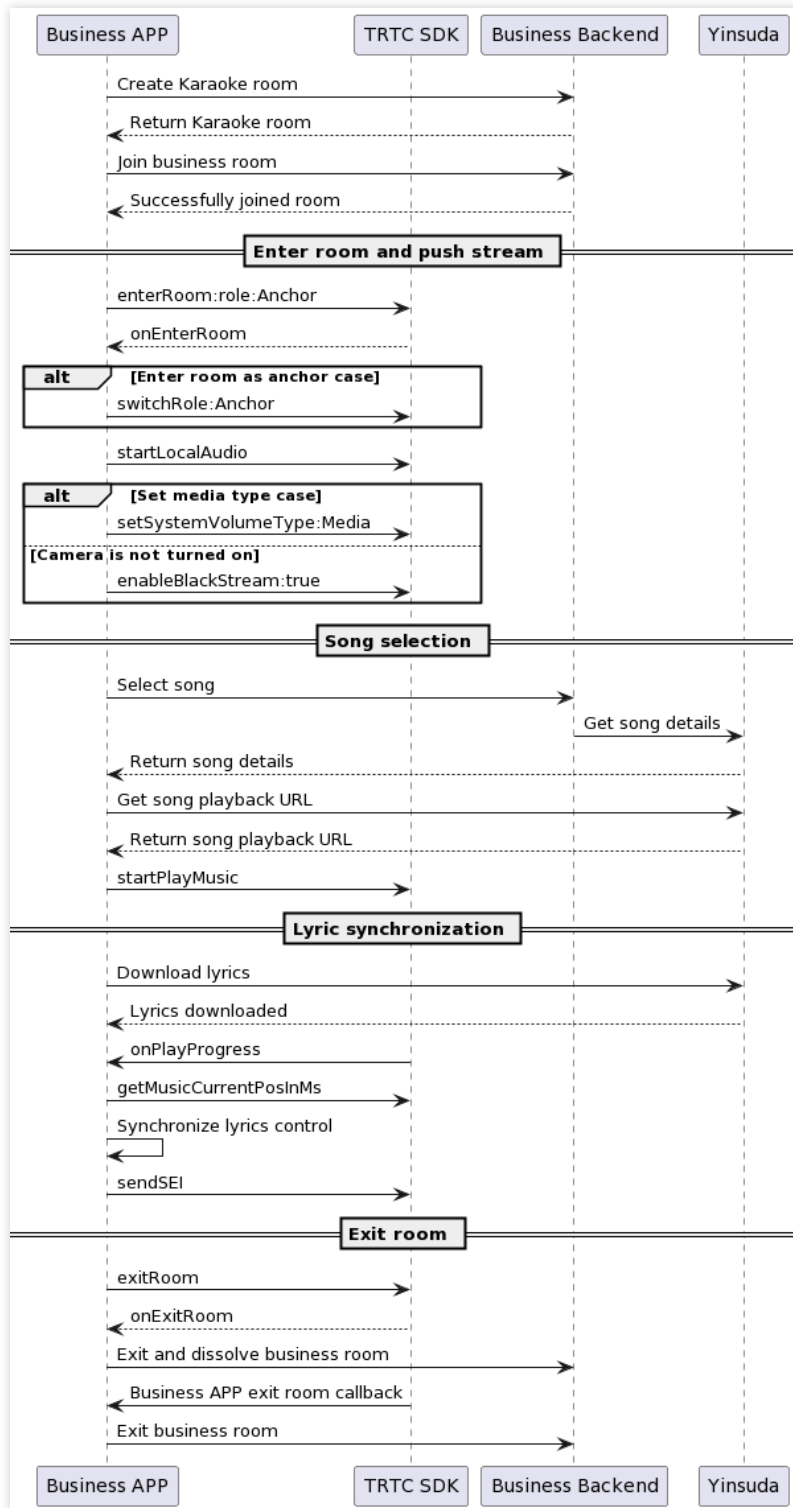 Business APP TRTC SDK Business Backend Yinsuda
Create Karaoke room
Return Karaoke room
Join business room
Successfully joined room
Enter room and push stream
enterRoom:role:Anchor
onEnterRoom
alt [Enter room as anchor case]
switchRole:Anchor
startLocalAudio
alt [Set media type case]
setSystemVolumeType:Media
[Camera is not turned on]
enableBlackStream:true
Song selection
Select song
Get song details
Return song details
Get song playback URL
Return song playback URL
startPlayMusic
Lyric synchronization
Download lyrics
Lyrics downloaded
onPlayProgress
getMusicCurrentPosInMs
Synchronize lyrics control
sendSEI
Exit room
exitRoom
onExitRoom
Exit and dissolve business room
Business APP exit room callback
Exit business room
Business APP TRTC SDK Business Backend Yinsuda